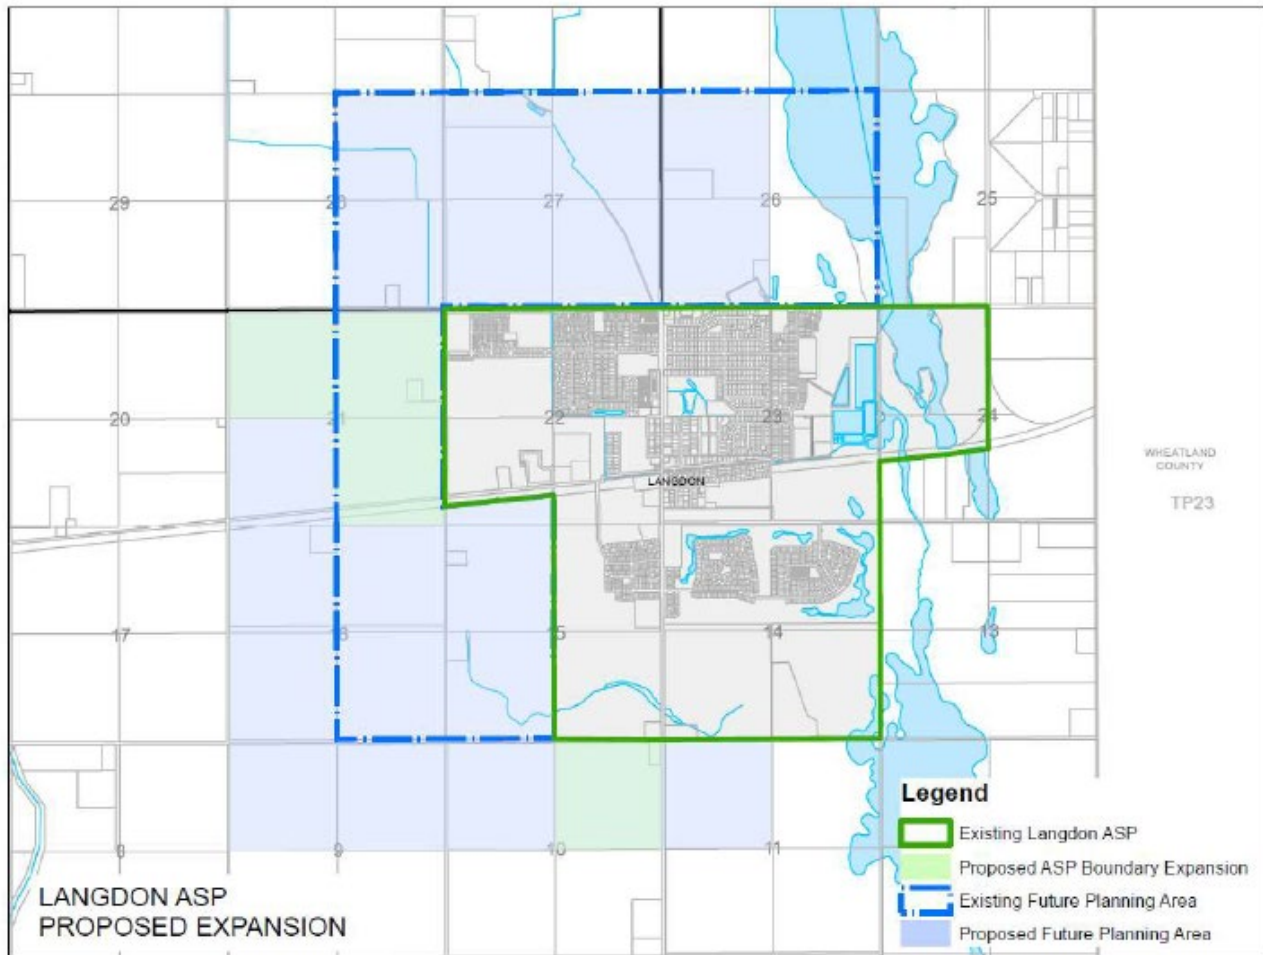 29
28
27
26
25
20
21
22
23
24
LANGDON
WHEATLAND
COUNTY
TP23
17
15
14
13
8
9
10
11
LANGDON ASP
PROPOSED EXPANSION
Legend
Existing Langdon ASP
Proposed ASP Boundary Expansion
Existing Future Planning Area
Proposed Future Planning Area